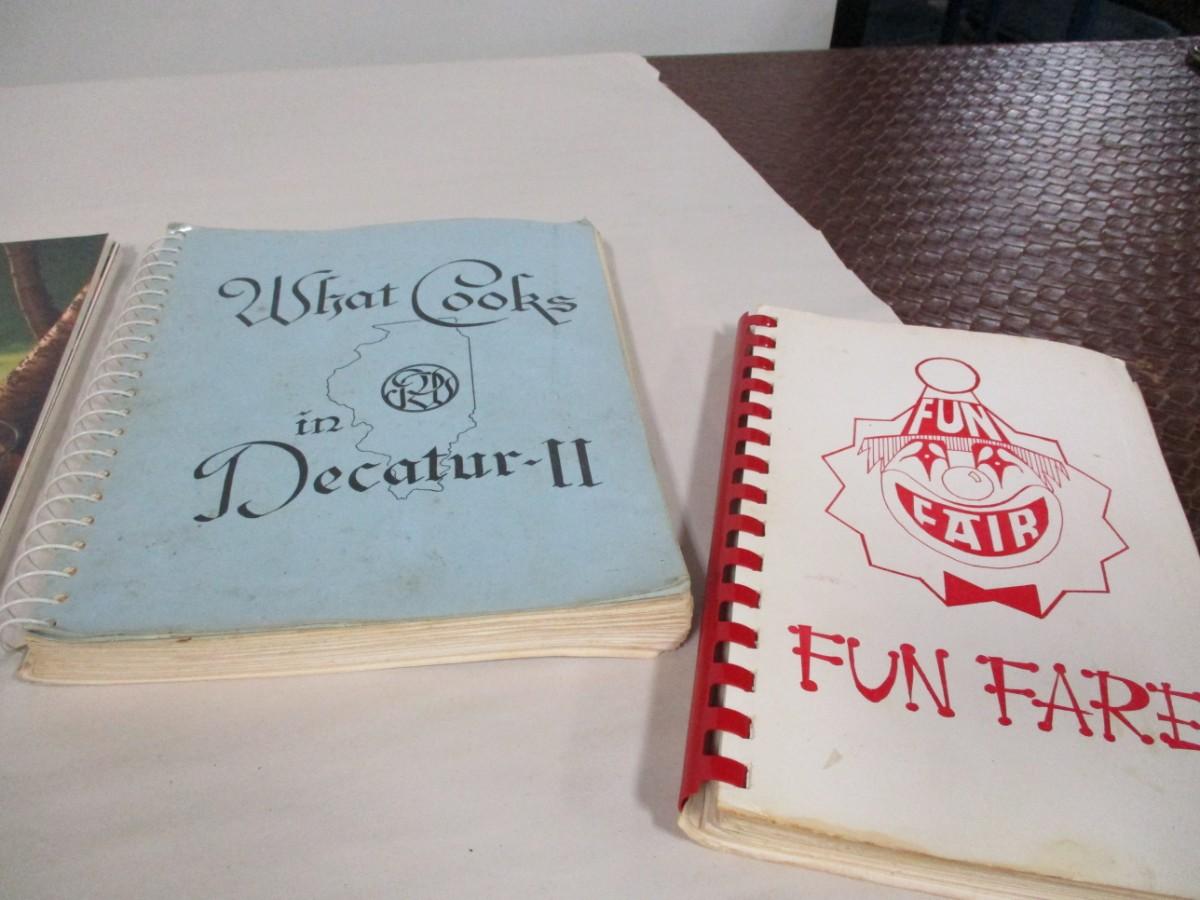 What Cooks
in
Decatur-II
FUN
FAIR
FUN FARE